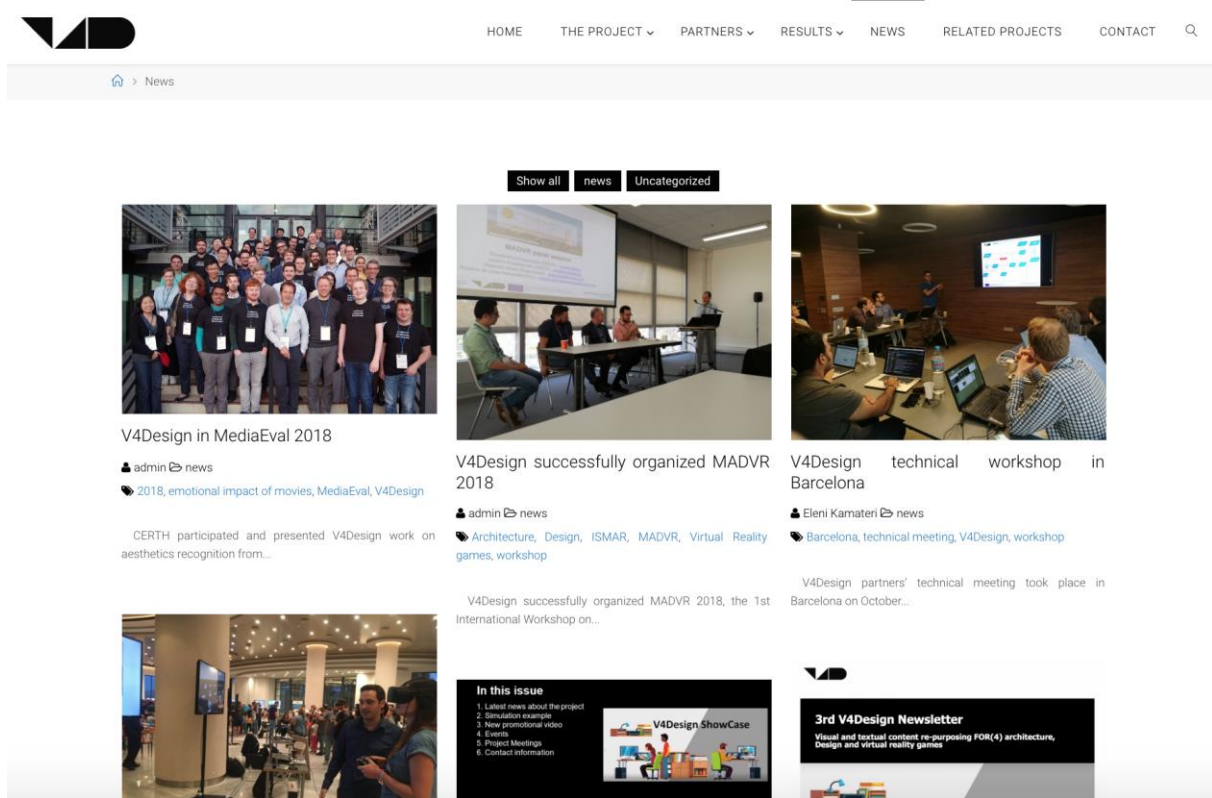 V4D
HOME THE PROJECT PARTNERS RESULTS NEWS RELATED PROJECTS CONTACT
> News
Show all news Uncategorized
MADVR panel session
V4Design in MediaEval 2018
admin news
2018, emotional impact of movies, MediaEval, V4Design
CERTH participated and presented V4Design work on
aesthetics recognition from...
V4Design successfully organized MADVR
2018
admin news
Architecture, Design, ISMAR, MADVR, Virtual Reality
games, workshop
V4Design successfully organized MADVR 2018, the 1st
International Workshop on...
V4Design technical workshop in
Barcelona
Eleni Kamateri news
Barcelona, technical meeting, V4Design, workshop
V4Design partners' technical meeting took place in
Barcelona on October...
In this issue
1. Latest news about the project
2. Simulation example
3. New promotional video
4. Events
5. Project Meetings
6. Contact information
V4Design ShowCase
V4D
3rd V4Design Newsletter
Visual and textual content re-purposing FOR(4) architecture,
Design and virtual reality games